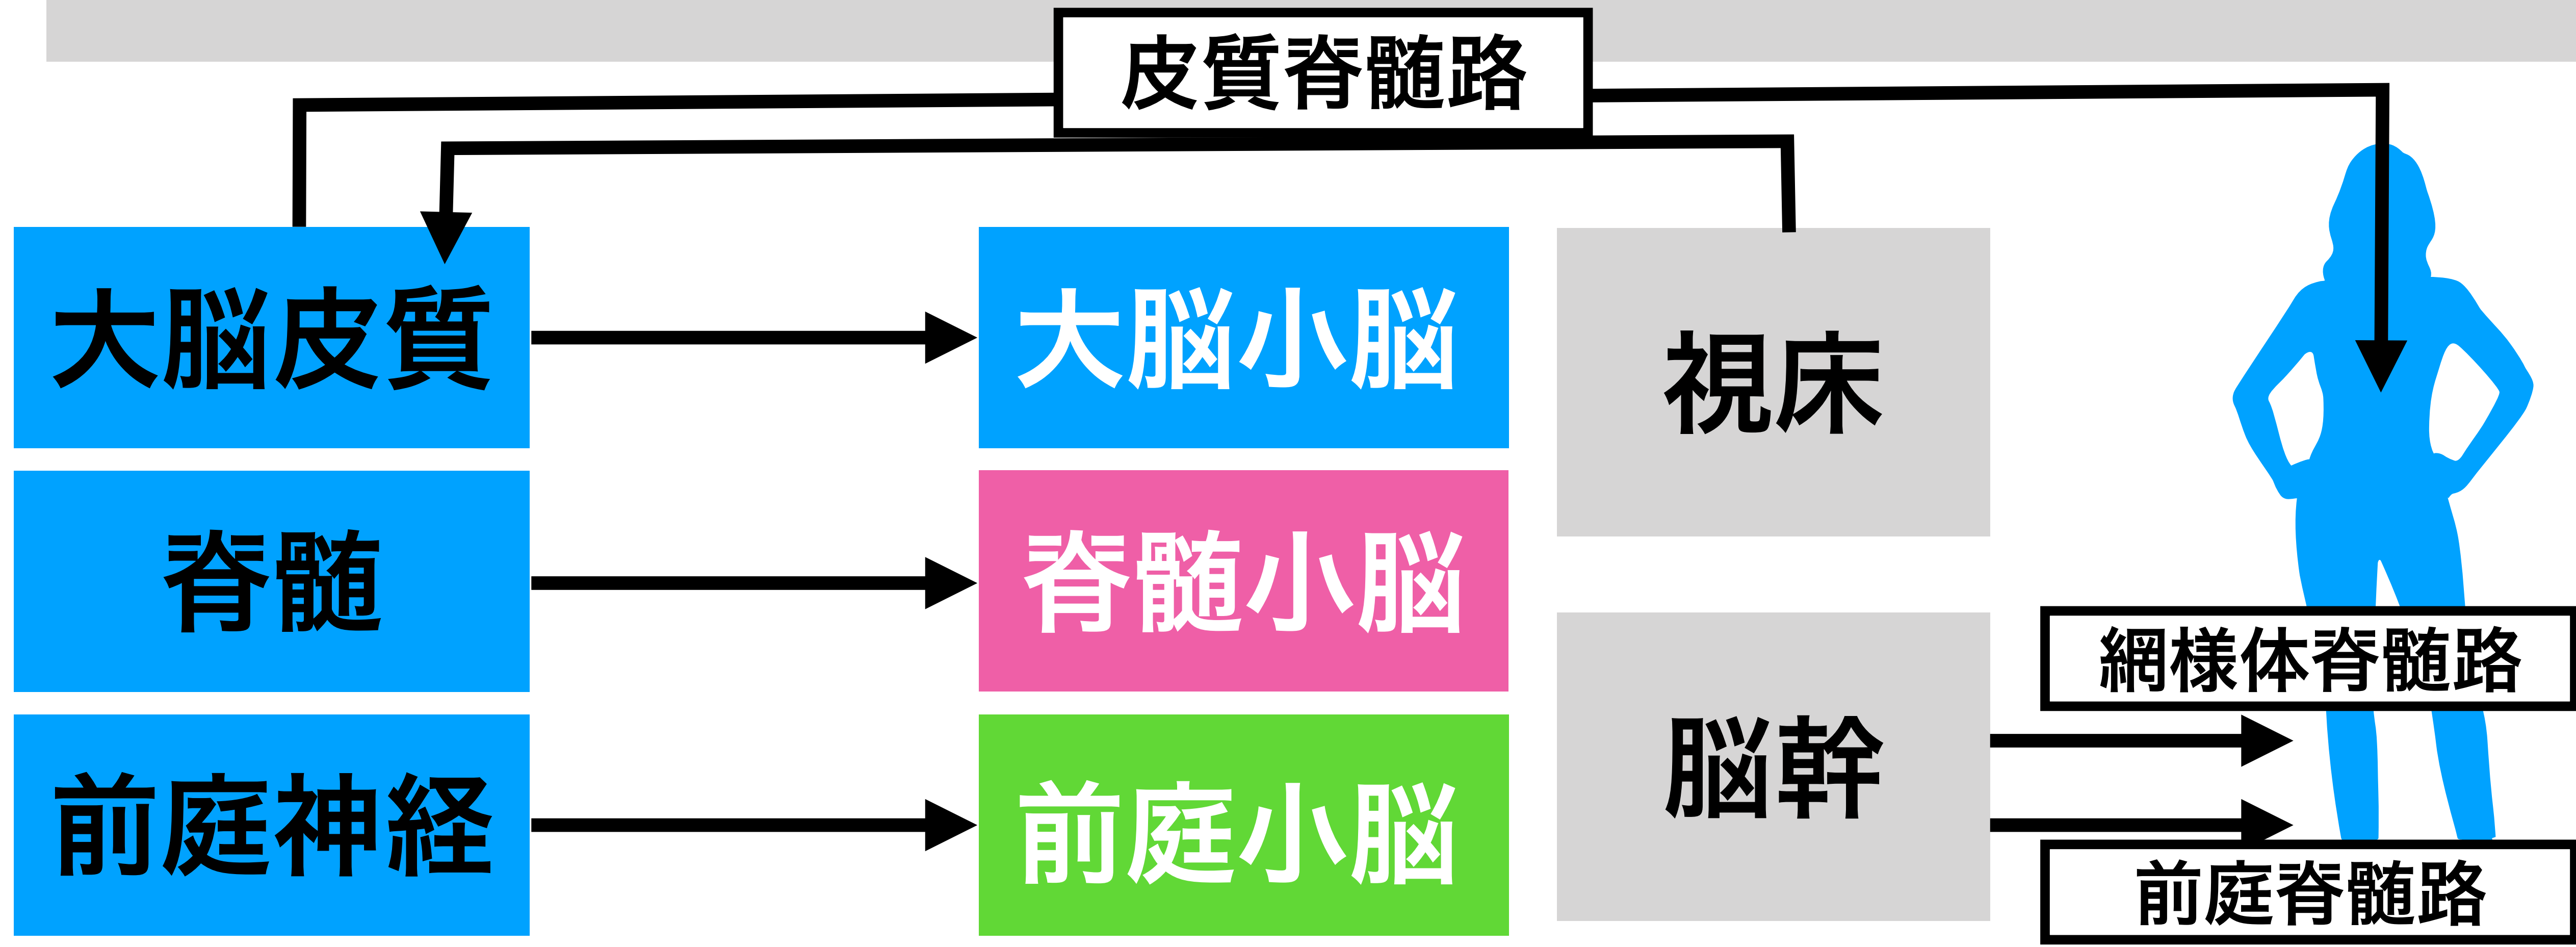 皮質脊髄路
大脳皮質
大脳小脳
視床
脊髄
脊髄小脳
網様体脊髄路
脳幹
前庭神経
前庭小脳
前庭脊髄路